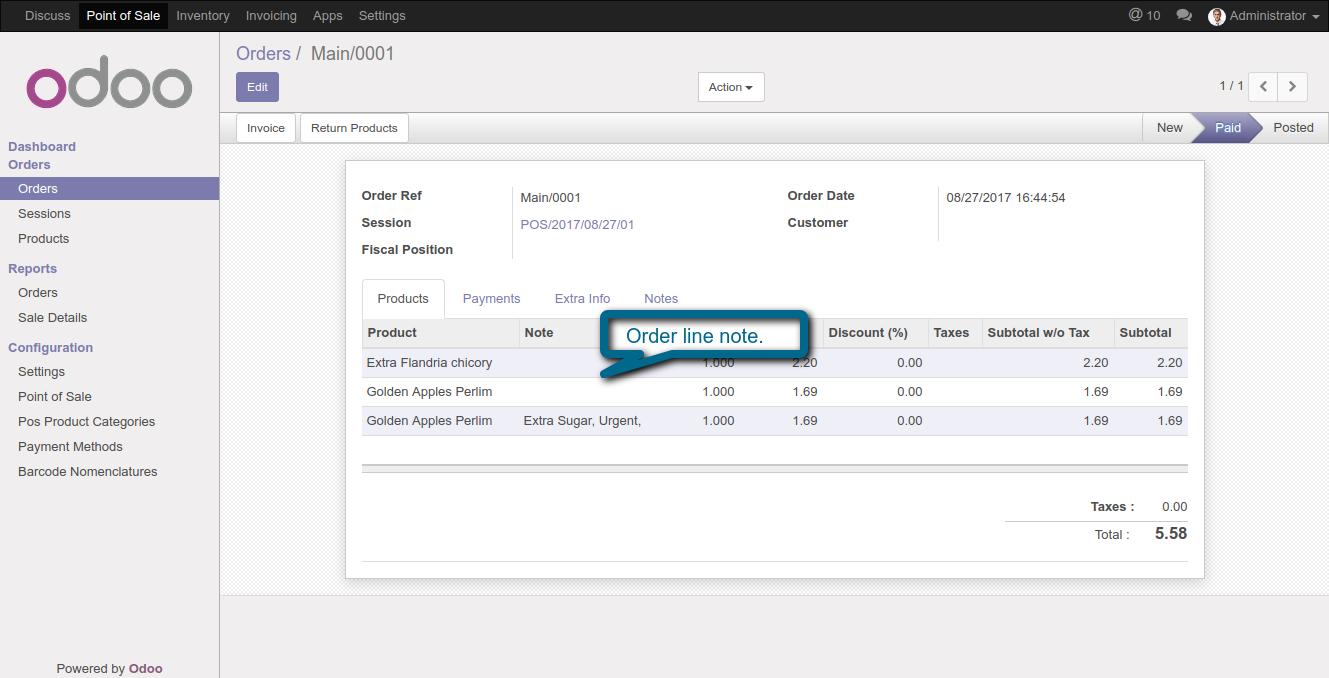 Discuss Point of Sale Inventory Invoicing Apps Settings @ 10 Administrator
odoo
Orders / Main/0001
Edit Action 1 / 1
Invoice Return Products New Paid Posted
Dashboard
Orders
Orders
Sessions
Products
Reports
Orders
Sale Details
Configuration
Settings
Point of Sale
Pos Product Categories
Payment Methods
Barcode Nomenclatures
Powered by Odoo
Order Ref Main/0001 Order Date 08/27/2017 16:44:54
Session POS/2017/08/27/01 Customer
Fiscal Position
Products Payments Extra Info Notes
Product Note Discount (%) Taxes Subtotal w/o Tax Subtotal
Order line note.
Extra Flandria chicory 1.000 2.20 0.00 2.20 2.20
Golden Apples Perlim 1.000 1.69 0.00 1.69 1.69
Golden Apples Perlim Extra Sugar, Urgent, 1.000 1.69 0.00 1.69 1.69
Taxes : 0.00
Total : 5.58